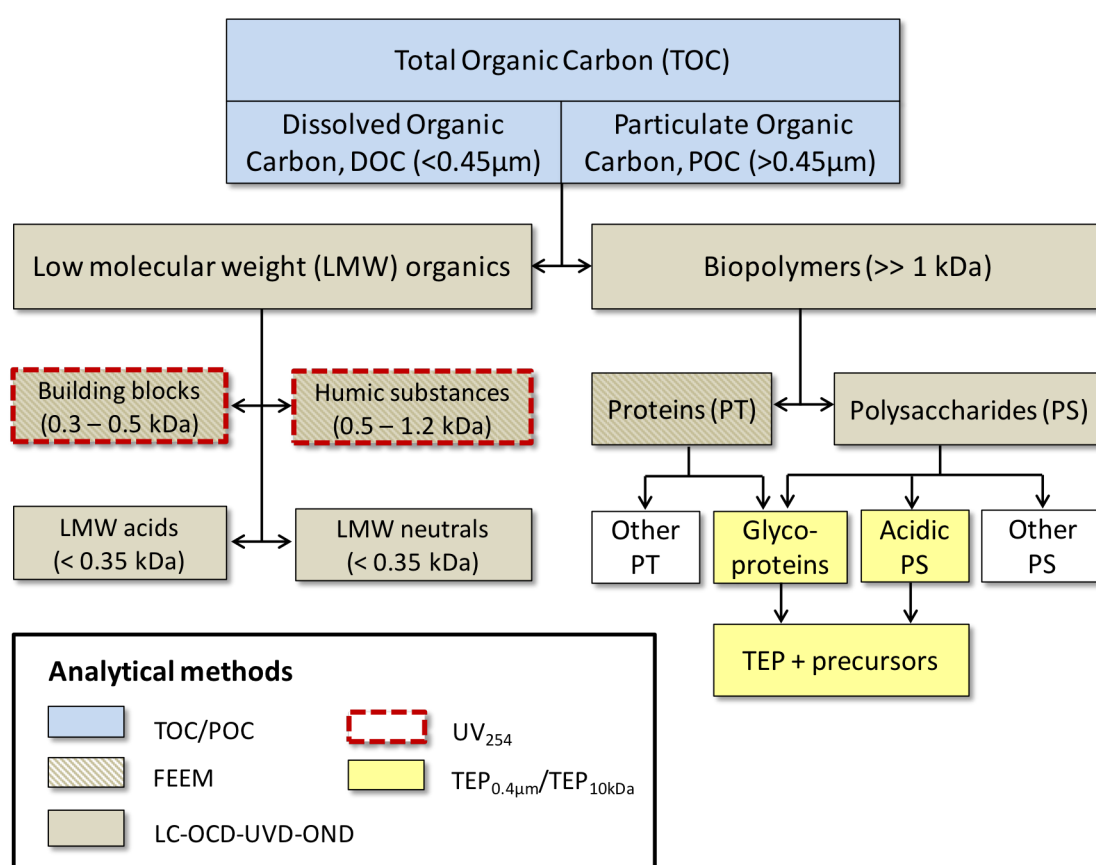 Total Organic Carbon (TOC)
Dissolved Organic
Carbon, DOC (<0.45µm)
Particulate Organic
Carbon, POC (>0.45µm)
Low molecular weight (LMW) organics
Biopolymers (>> 1 kDa)
Building blocks
(0.3 – 0.5 kDa)
Humic substances
(0.5 – 1.2 kDa)
Proteins (PT)
Polysaccharides (PS)
LMW acids
(< 0.35 kDa)
LMW neutrals
(< 0.35 kDa)
Other
PT
Glyco-
proteins
Acidic
PS
Other
PS
TEP + precursors
Analytical methods
TOC/POC
UV254
FEEM
TEP0.4µm/TEP10kDa
LC-OCD-UVD-OND